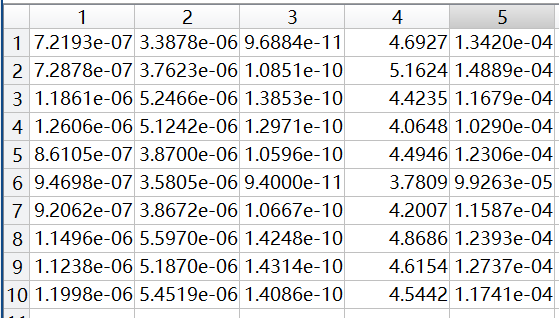 1 2 3 4 5
1 7.2193e-07 3.3878e-06 9.6884e-11 4.6927 1.3420e-04
2 7.2878e-07 3.7623e-06 1.0851e-10 5.1624 1.4889e-04
3 1.1861e-06 5.2466e-06 1.3853e-10 4.4235 1.1679e-04
4 1.2606e-06 5.1242e-06 1.2971e-10 4.0648 1.0290e-04
5 8.6105e-07 3.8700e-06 1.0596e-10 4.4946 1.2306e-04
6 9.4698e-07 3.5805e-06 9.4000e-11 3.7809 9.9263e-05
7 9.2062e-07 3.8672e-06 1.0667e-10 4.2007 1.1587e-04
8 1.1496e-06 5.5970e-06 1.4248e-10 4.8686 1.2393e-04
9 1.1238e-06 5.1870e-06 1.4314e-10 4.6154 1.2737e-04
10 1.1998e-06 5.4519e-06 1.4086e-10 4.5442 1.1741e-04